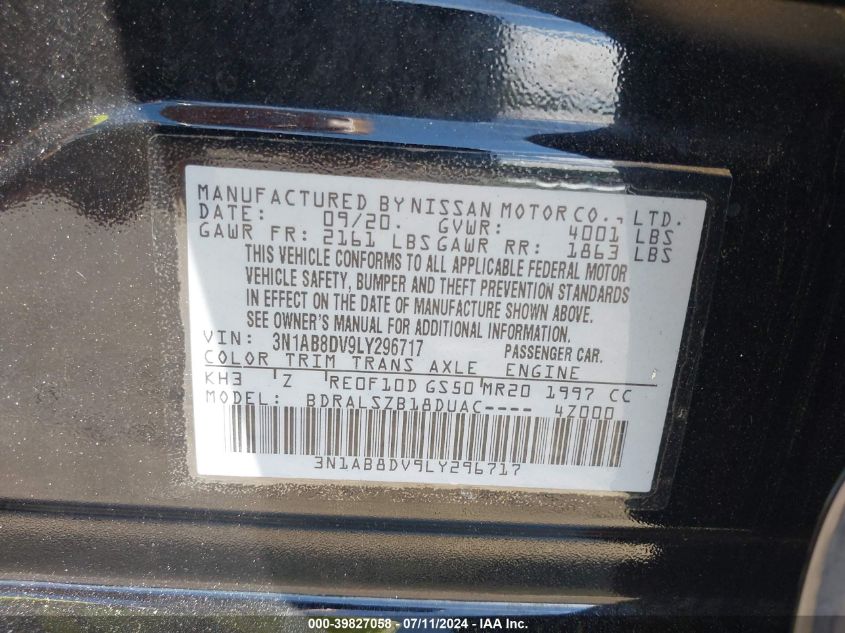 MANUFACTURED BY NISSAN MOTOR CO., LTD.
DATE: 09/20. GVWR: 4001 LBS
GAWR FR: 2161 LBS GAWR RR: 1863 LBS
THIS VEHICLE CONFORMS TO ALL APPLICABLE FEDERAL MOTOR
VEHICLE SAFETY, BUMPER AND THEFT PREVENTION STANDARDS
IN EFFECT ON THE DATE OF MANUFACTURE SHOWN ABOVE.
SEE OWNER'S MANUAL FOR ADDITIONAL INFORMATION.
VIN: 3N1AB8DV9LY296717 PASSENGER CAR.
COLOR TRIM TRANS AXLE ENGINE
KH3 Z RE0F10D GS50 MR20 1997 CC
MODEL: BDRALSZB18DUAC---- 4Z000
3N1AB8DV9LY296717
000-39827058 - 07/11/2024 - IAA Inc.